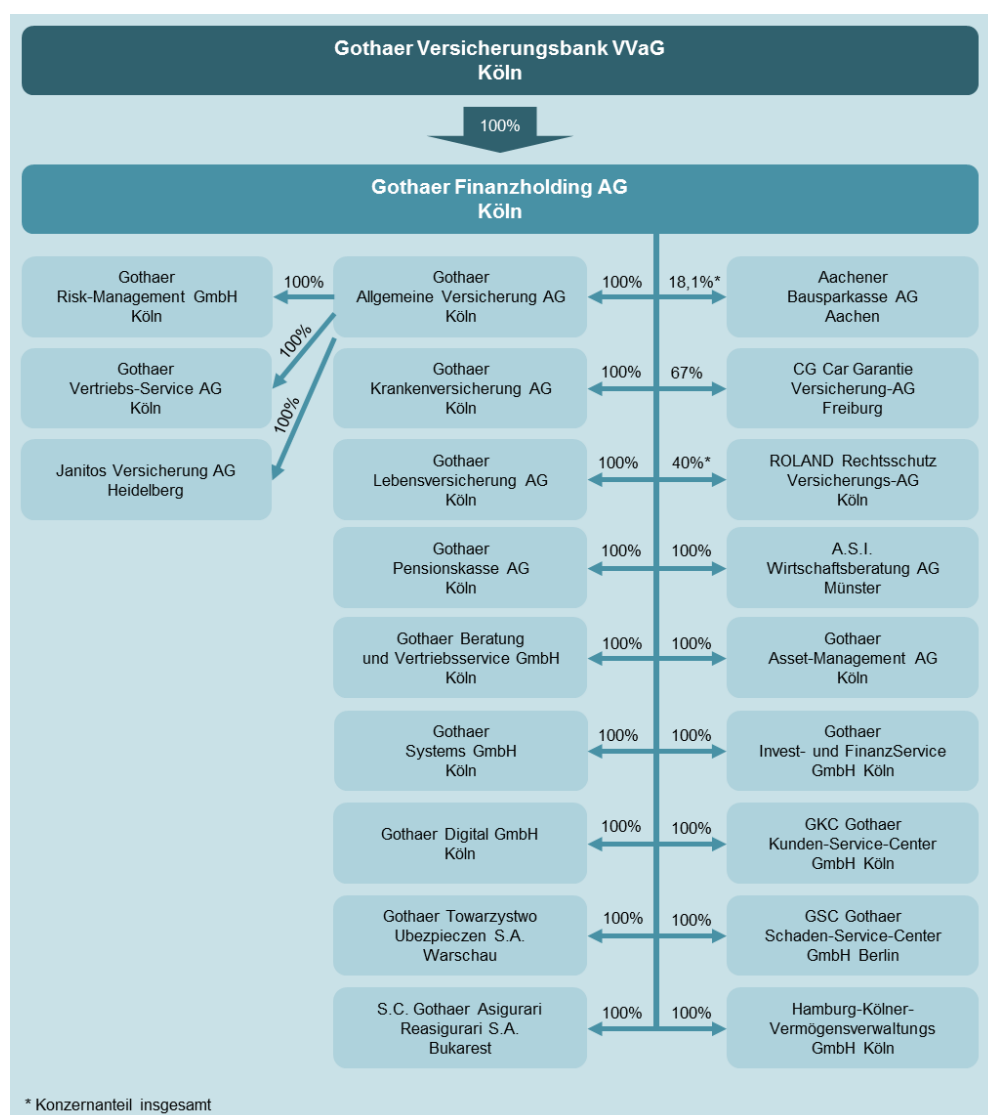 Gothaer Versicherungsbank VVaG
Köln
100%
Gothaer Finanzholding AG
Köln
Gothaer
Risk-Management GmbH
Köln
100%
Gothaer
Allgemeine Versicherung AG
Köln
100%
18,1%*
Aachener
Bausparkasse AG
Aachen
100%
Gothaer
Vertriebs-Service AG
Köln
Gothaer
Krankenversicherung AG
Köln
100%
67%
CG Car Garantie
Versicherung-AG
Freiburg
100%
Janitos Versicherung AG
Heidelberg
Gothaer
Lebensversicherung AG
Köln
100%
40%*
ROLAND Rechtsschutz
Versicherungs-AG
Köln
Gothaer
Pensionskasse AG
Köln
100%
100%
A.S.I.
Wirtschaftsberatung AG
Münster
Gothaer Beratung
und Vertriebsservice GmbH
Köln
100%
100%
Gothaer
Asset-Management AG
Köln
Gothaer
Systems GmbH
Köln
100%
100%
Gothaer
Invest- und FinanzService
GmbH Köln
Gothaer Digital GmbH
Köln
100%
100%
GKC Gothaer
Kunden-Service-Center
GmbH Köln
Gothaer Towarzystwo
Ubezpieczen S.A.
Warschau
100%
100%
GSC Gothaer
Schaden-Service-Center
GmbH Berlin
S.C. Gothaer Asigurari
Reasigurari S.A.
Bukarest
100%
100%
Hamburg-Kölner-
Vermögensverwaltungs
GmbH Köln
* Konzernanteil insgesamt